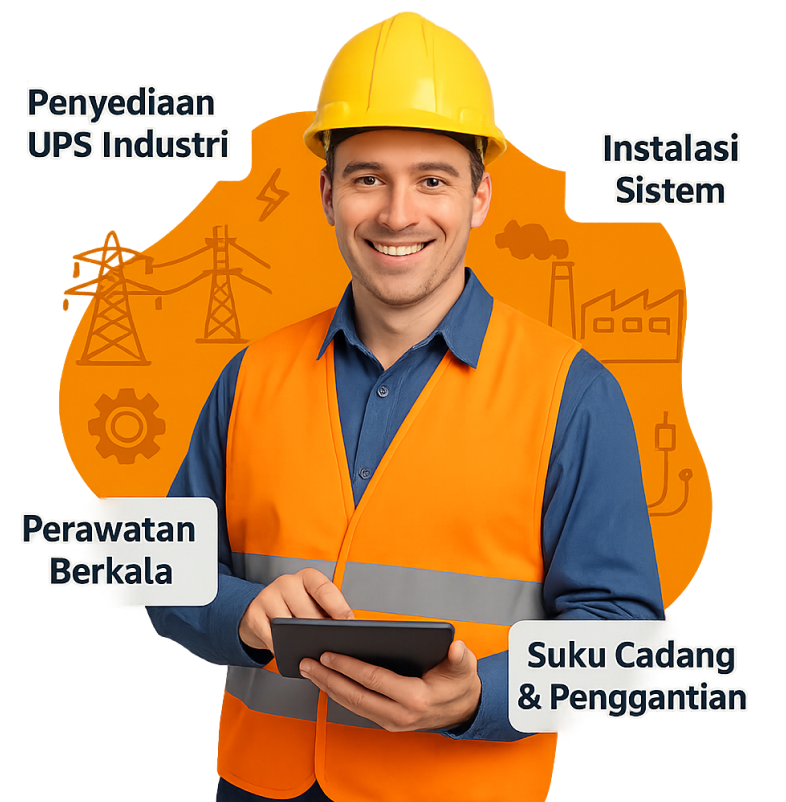 Penyediaan
UPS Industri
Instalasi
Sistem
Perawatan
Berkala
Suku Cadang
& Penggantian